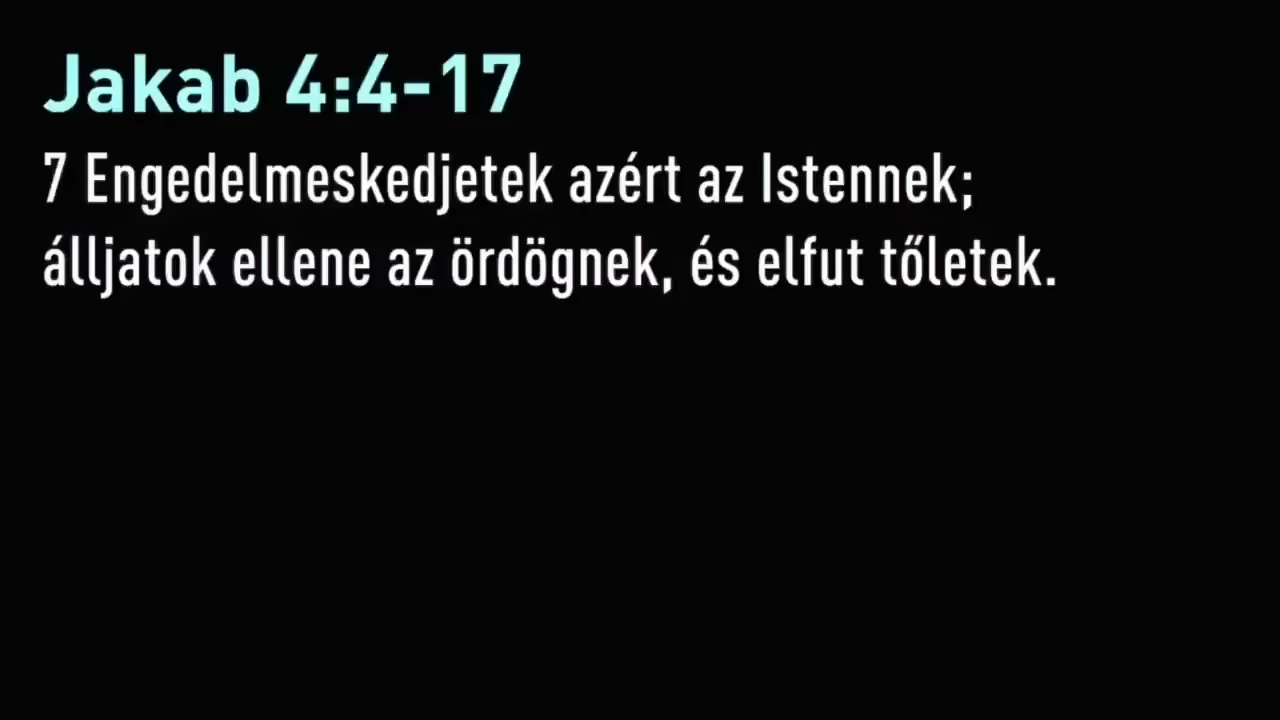 Jakab 4:4-17
7 Engedelmeskedjetek azért az Istennek;
álljatok ellene az ördögnek, és elfut tőletek.